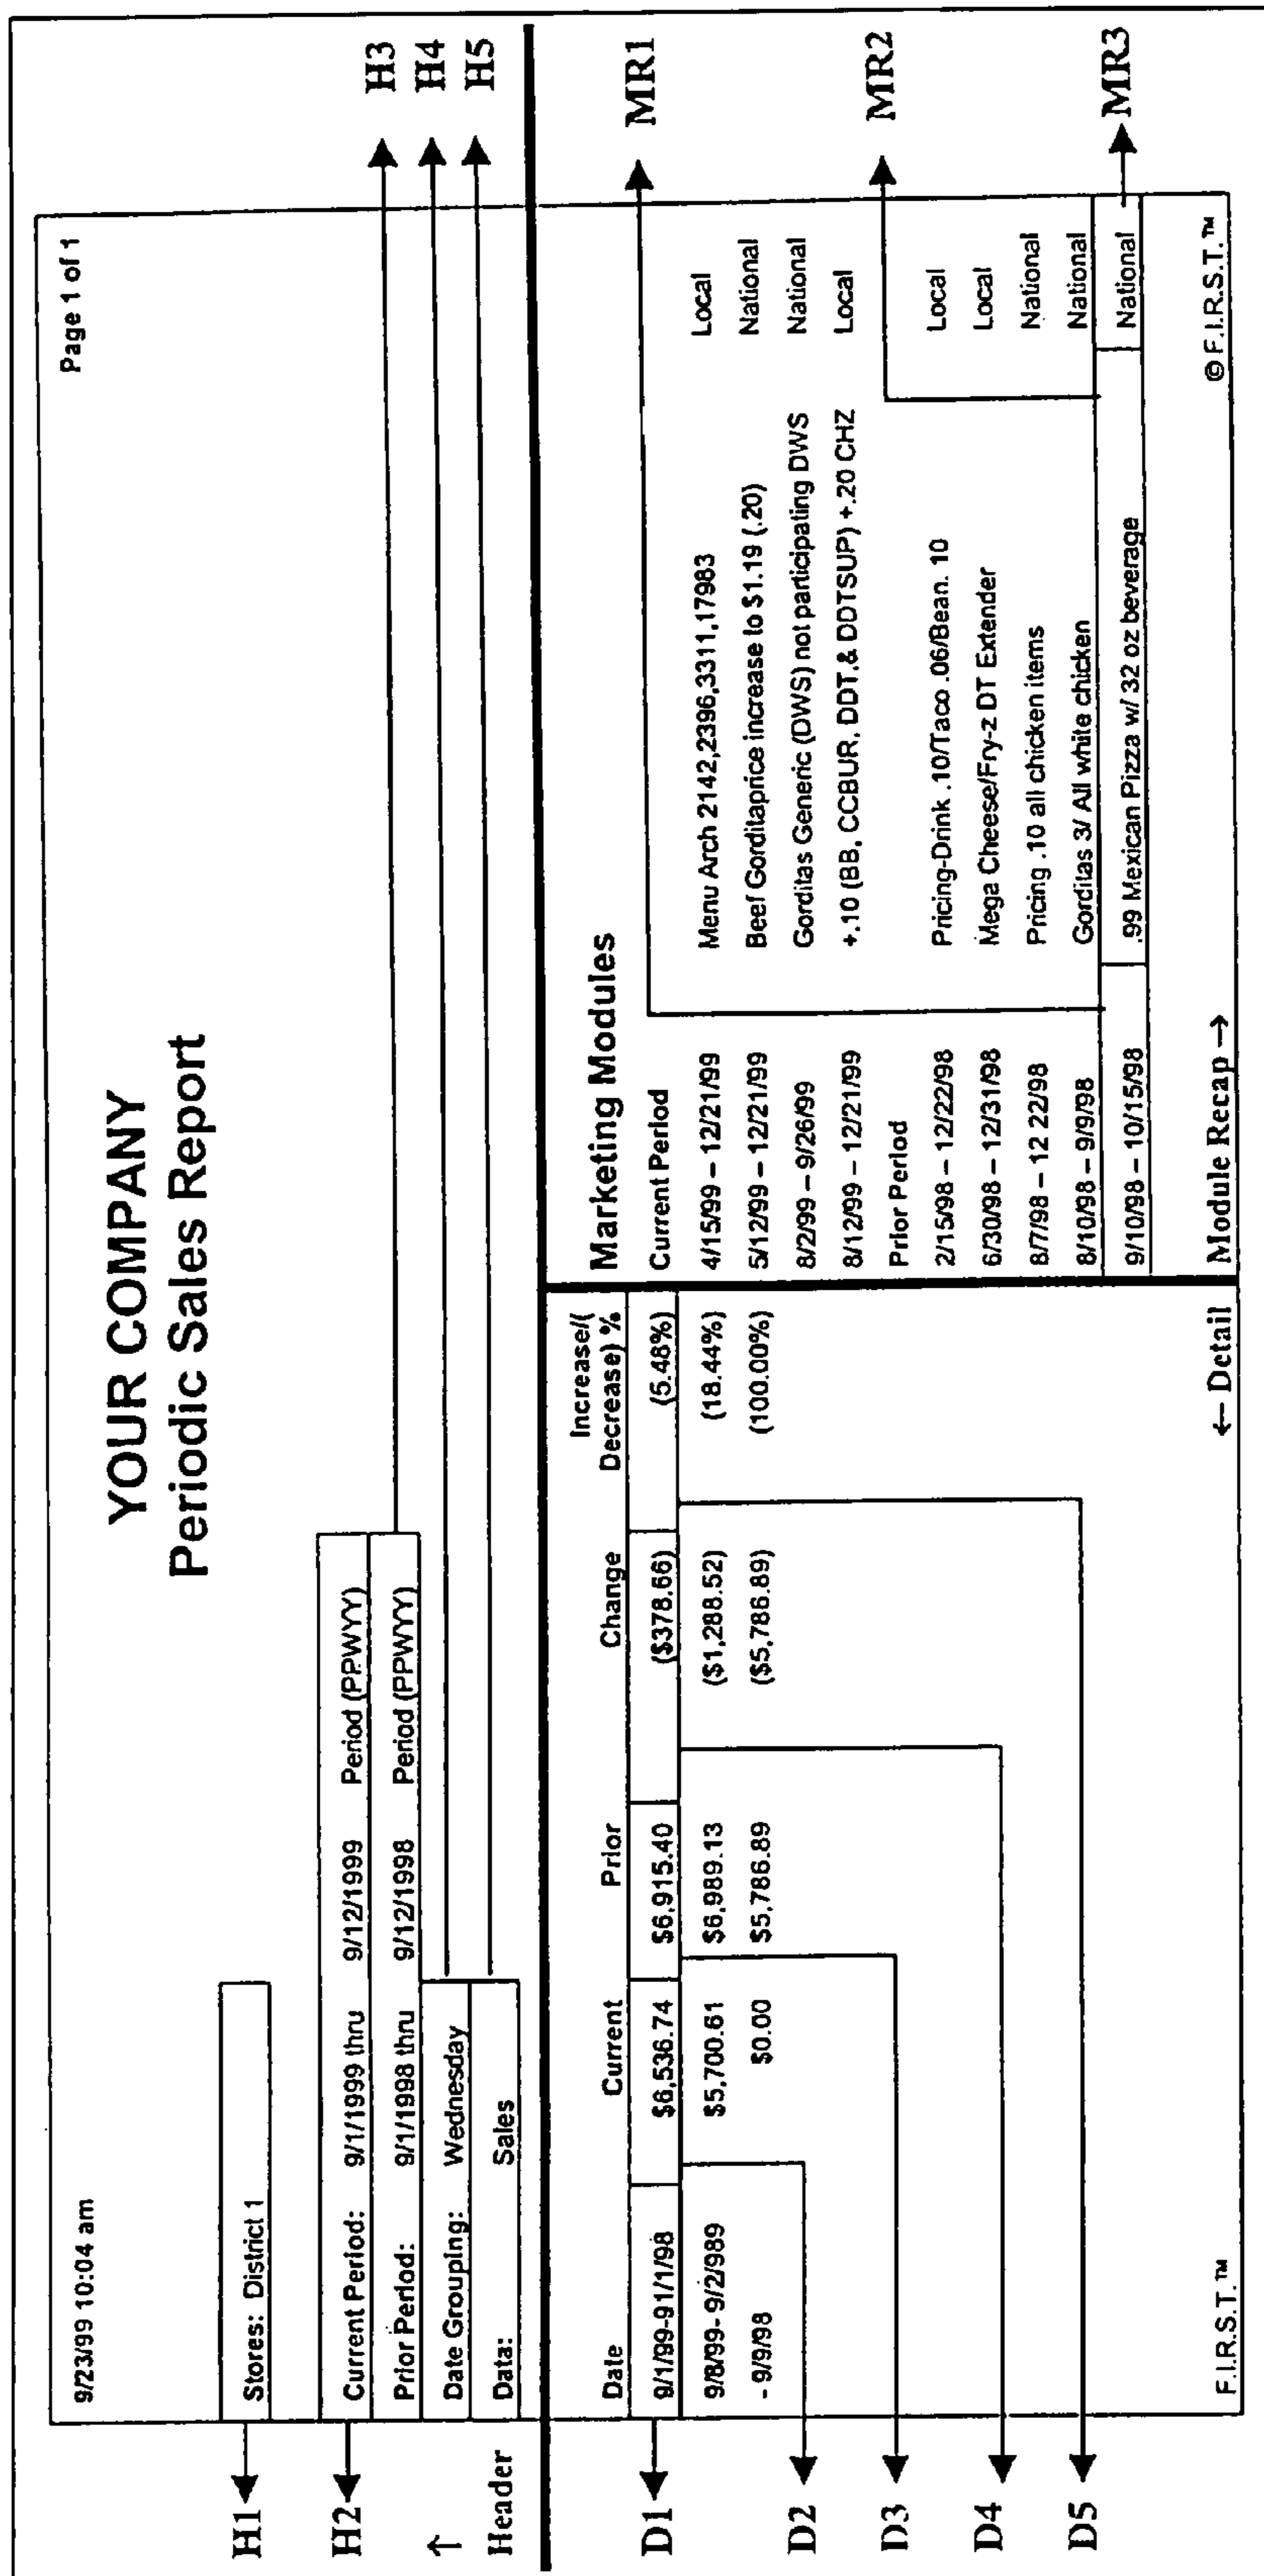 YOUR COMPANY
Periodic Sales Report
9/23/99 10:04 am
Page 1 of 1
H1
Stores: District 1
H2
Current Period: 9/1/1999 thru 9/12/1999 Period (PPWYY)
Prior Period: 9/1/1998 thru 9/12/1998 Period (PPWYY)
H3
Date Grouping: Wednesday
H4
Data: Sales
H5
↑
Header
Date Current Prior Change Increase/(
Decrease) %
D1
9/1/99-91/1/98 $6,536.74 $6,915.40 ($378.66) (5.48%)
9/8/99- 9/2/989 $5,700.61 $6,989.13 ($1,288.52) (18.44%)
- 9/9/98 $0.00 $5,786.89 ($5,786.89) (100.00%)
D2
D3
D4
D5
← Detail
Marketing Modules
Current Period
MR1
4/15/99 – 12/21/99 Menu Arch 2142,2396,3311,17983 Local
5/12/99 – 12/21/99 Beef Gorditaprice increase to $1.19 (.20) National
8/2/99 – 9/26/99 Gorditas Generic (DWS) not participating DWS National
8/12/99 – 12/21/99 +.10 (BB, CCBUR, DDT,& DDTSUP) +.20 CHZ Local
Prior Period
MR2
2/15/98 – 12/22/98 Pricing-Drink .10/Taco .06/Bean. 10 Local
6/30/98 – 12/31/98 Mega Cheese/Fry-z DT Extender Local
8/7/98 – 12 22/98 Pricing .10 all chicken items National
8/10/98 – 9/9/98 Gorditas 3/ All white chicken National
9/10/98 – 10/15/98 .99 Mexican Pizza w/ 32 oz beverage National
MR3
Module Recap →
F.I.R.S.T.™
© F.I.R.S.T.™